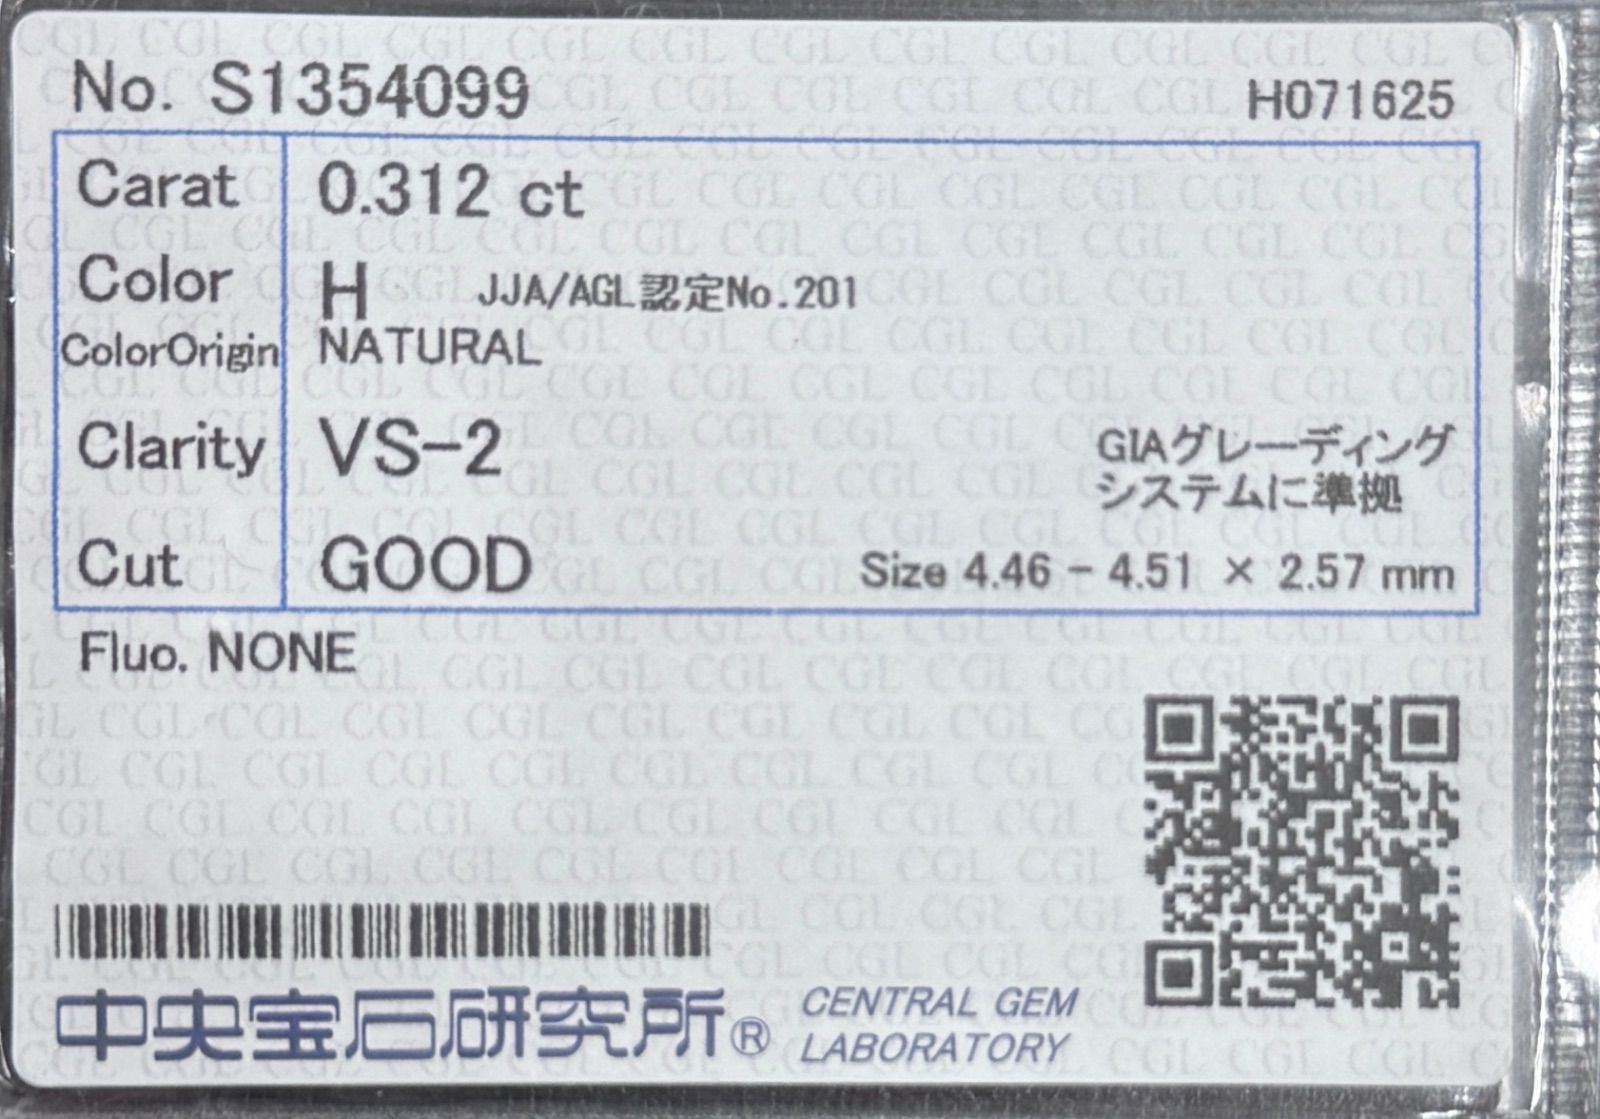 No. S1354099
H071625
Carat 0.312 ct
Color H JJA/AGL認定No.201
ColorOrigin NATURAL
Clarity VS-2
GIAグレーディング
システムに準拠
Cut GOOD Size 4.46 - 4.51 × 2.57 mm
Fluo. NONE
中央宝石研究所® CENTRAL GEM
LABORATORY